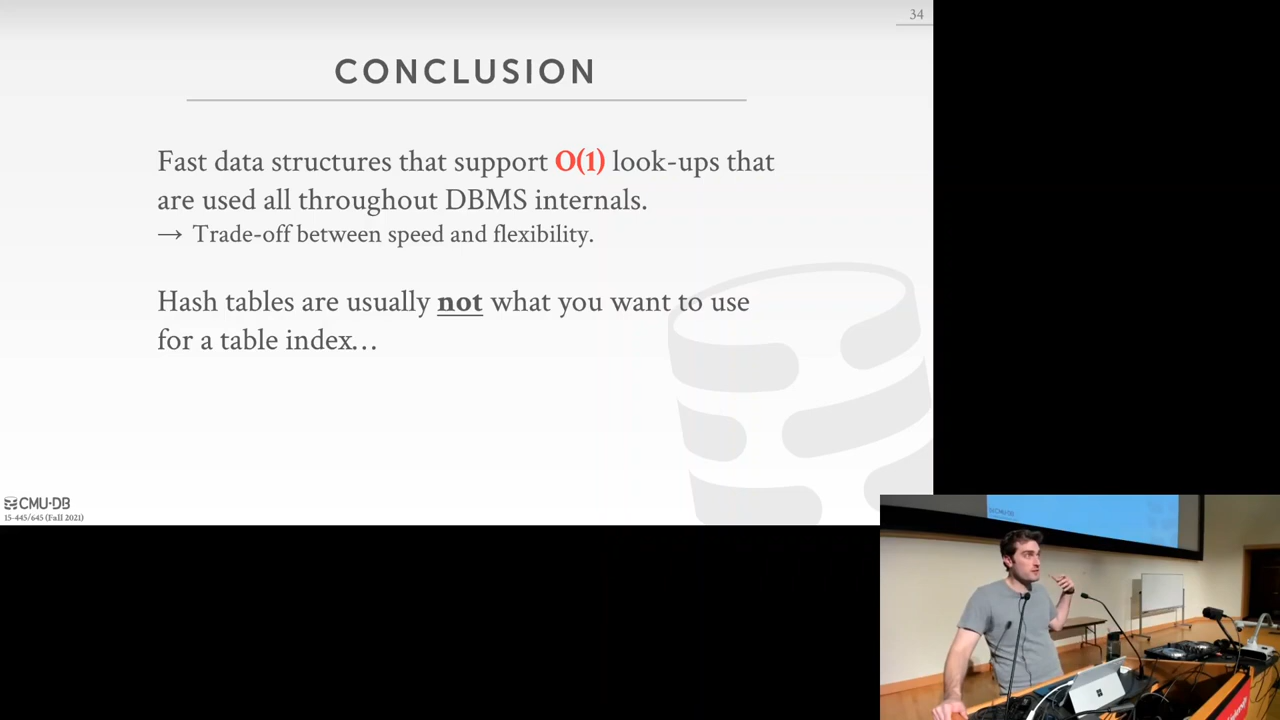 34
CONCLUSION
Fast data structures that support O(1) look-ups that
are used all throughout DBMS internals.
→ Trade-off between speed and flexibility.
Hash tables are usually not what you want to use
for a table index…
CMU·DB
15-445/645 (Fall 2021)